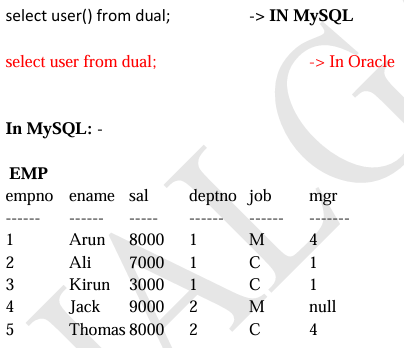 select user() from dual; -> IN MySQL
select user from dual; -> In Oracle
In MySQL: -
EMP
empno ename sal deptno job mgr
------ ------ ----- ------ ------ -------
1 Arun 8000 1 M 4
2 Ali 7000 1 C 1
3 Kirun 3000 1 C 1
4 Jack 9000 2 M null
5 Thomas 8000 2 C 4